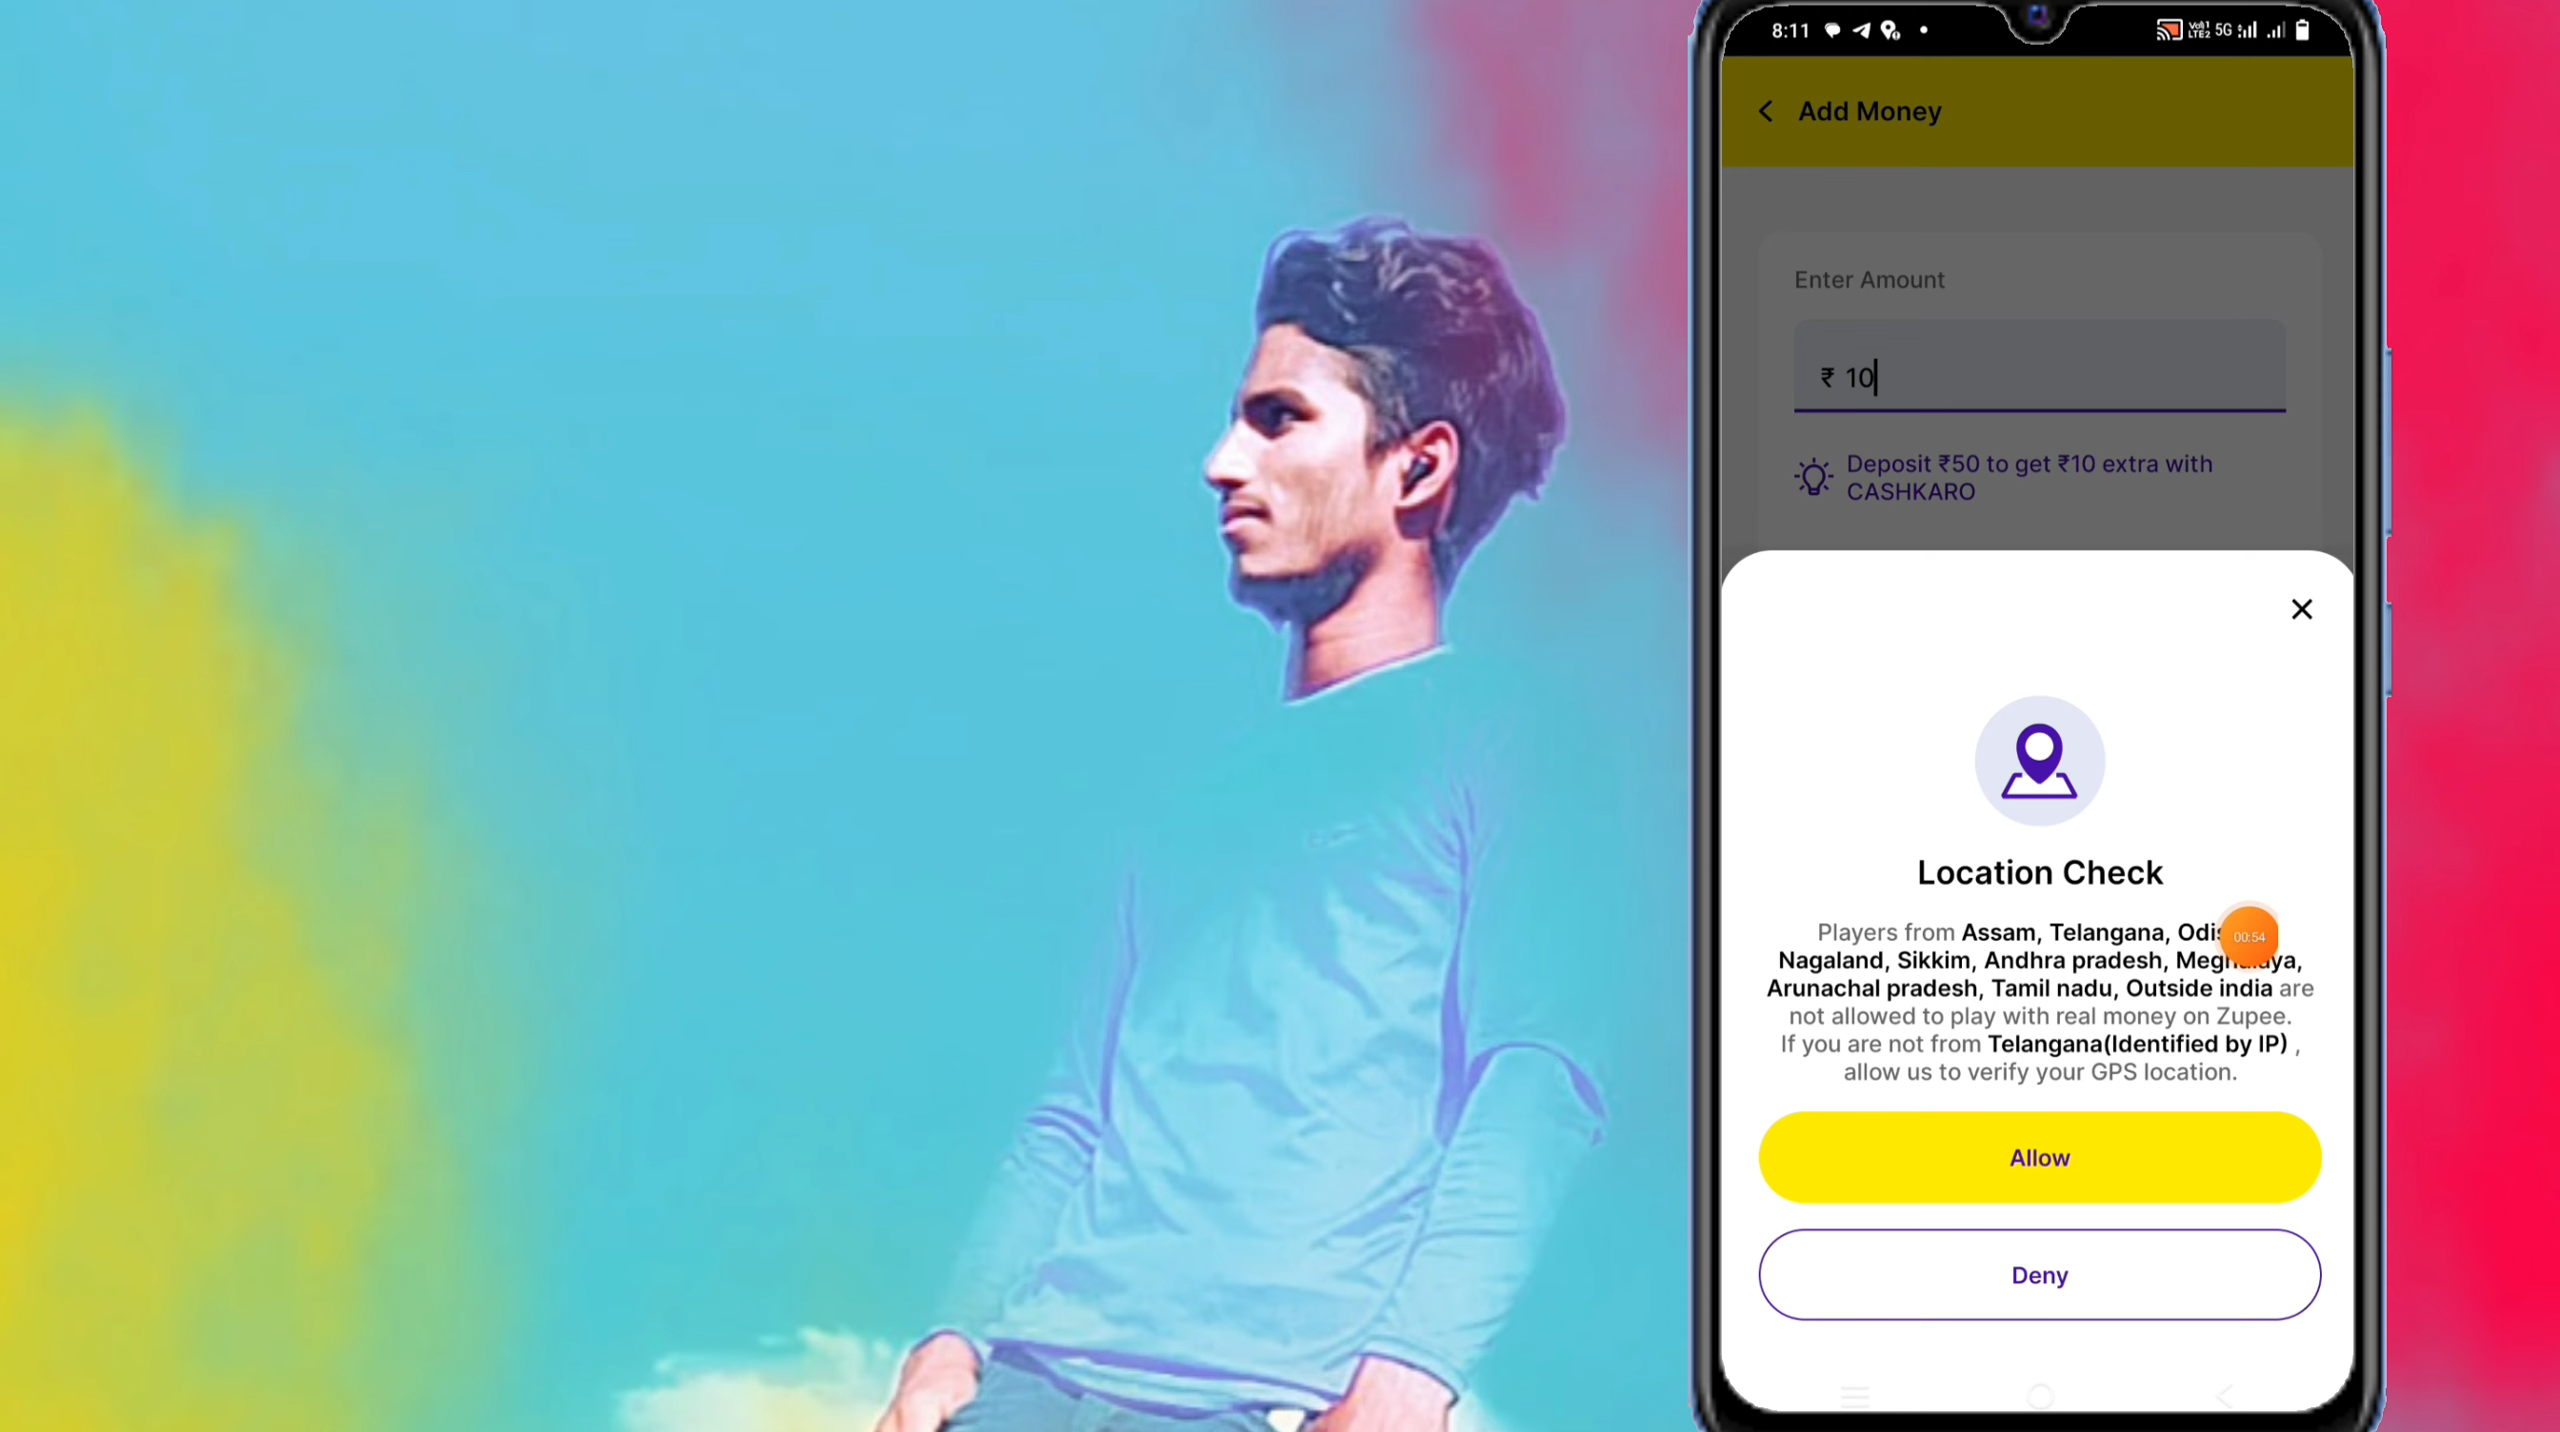 8:11
5G
Add Money
Enter Amount
₹ 10
Deposit ₹50 to get ₹10 extra with
CASHKARO
Location Check
Players from Assam, Telangana,
00:54
Nagaland, Sikkim, Andhra pradesh,
Arunachal pradesh, Tamil nadu, Outside india are
not allowed to play with real money on Zupee.
If you are not from Telangana(Identified by IP) ,
allow us to verify your GPS location.
Allow
Deny